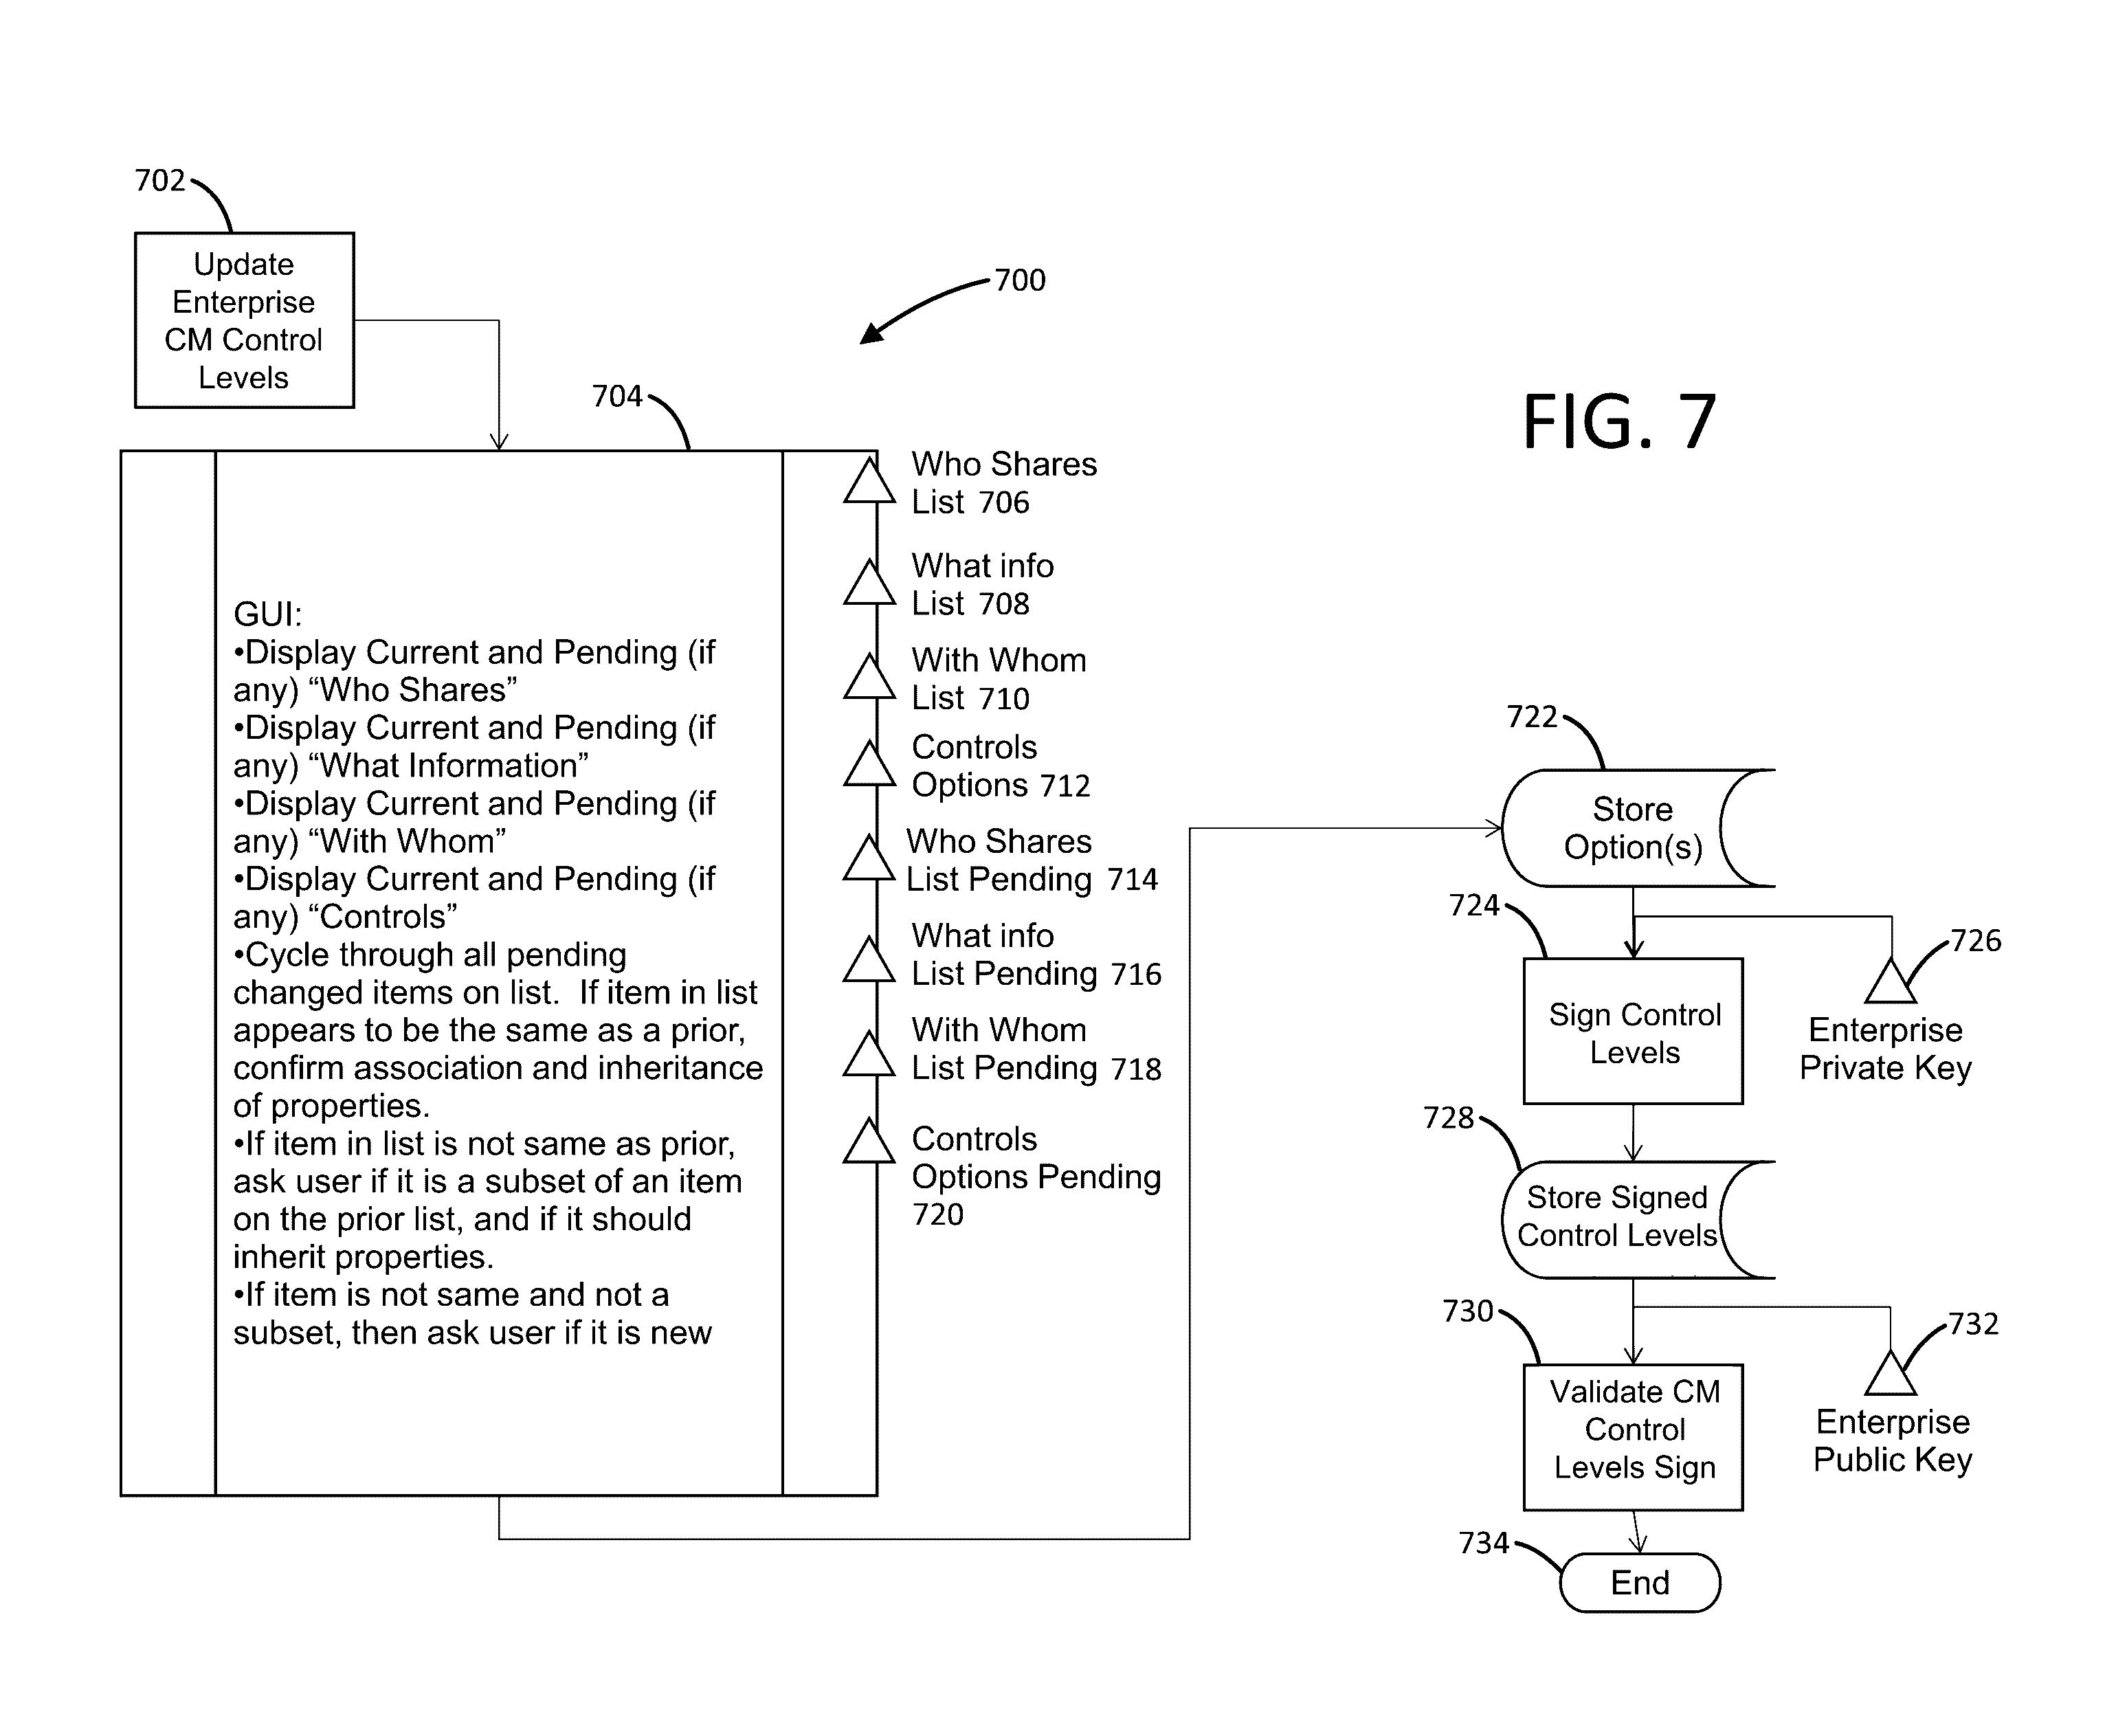 702
Update
Enterprise
CM Control
Levels
700
704
FIG. 7
GUI:
•Display Current and Pending (if
any) “Who Shares”
•Display Current and Pending (if
any) “What Information”
•Display Current and Pending (if
any) “With Whom”
•Display Current and Pending (if
any) “Controls”
•Cycle through all pending
changed items on list.  If item in list
appears to be the same as a prior,
confirm association and inheritance
of properties.
•If item in list is not same as prior,
ask user if it is a subset of an item
on the prior list, and if it should
inherit properties.
•If item is not same and not a
subset, then ask user if it is new
Who Shares
List 706
What info
List 708
With Whom
List 710
Controls
Options 712
Who Shares
List Pending 714
What info
List Pending 716
With Whom
List Pending 718
Controls
Options Pending
720
722
Store
Option(s)
724
726
Sign Control
Levels
Enterprise
Private Key
728
Store Signed
Control Levels
730
732
Validate CM
Control
Levels Sign
Enterprise
Public Key
734
End